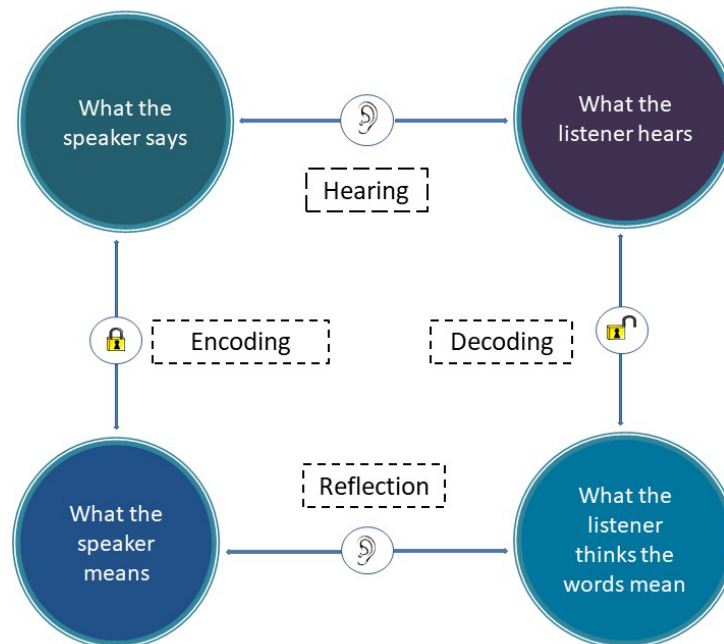 What the
speaker says
What the
listener hears
Hearing
Encoding
Decoding
Reflection
What the
speaker
means
What the
listener
thinks the
words mean